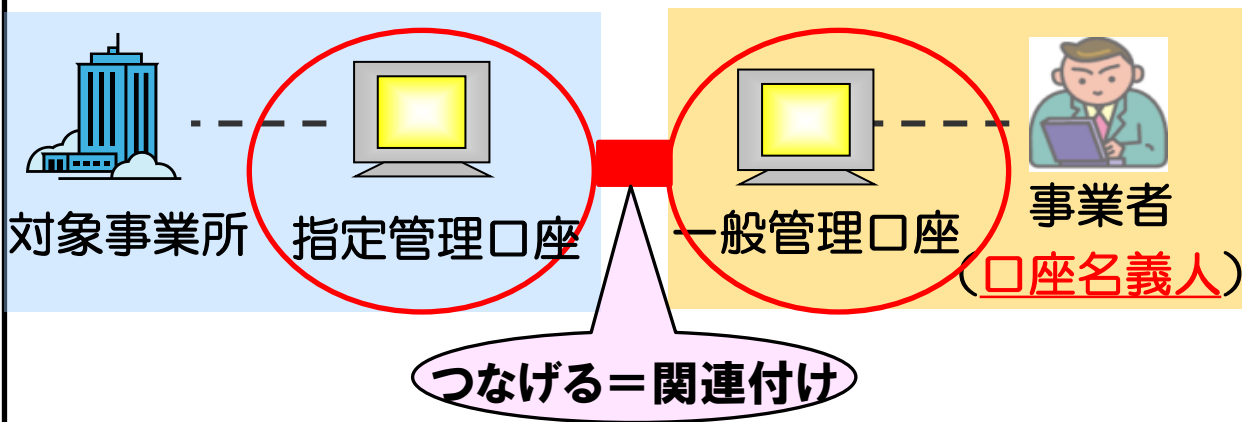 対象事業所
指定管理口座
一般管理口座
事業者
（口座名義人）
つなげる＝関連付け